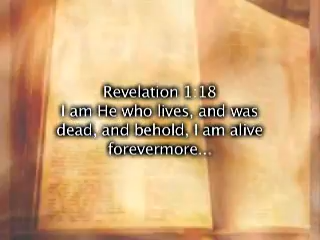 Revelation 1:18
I am He who lives, and was
dead, and behold, I am alive
forevermore...